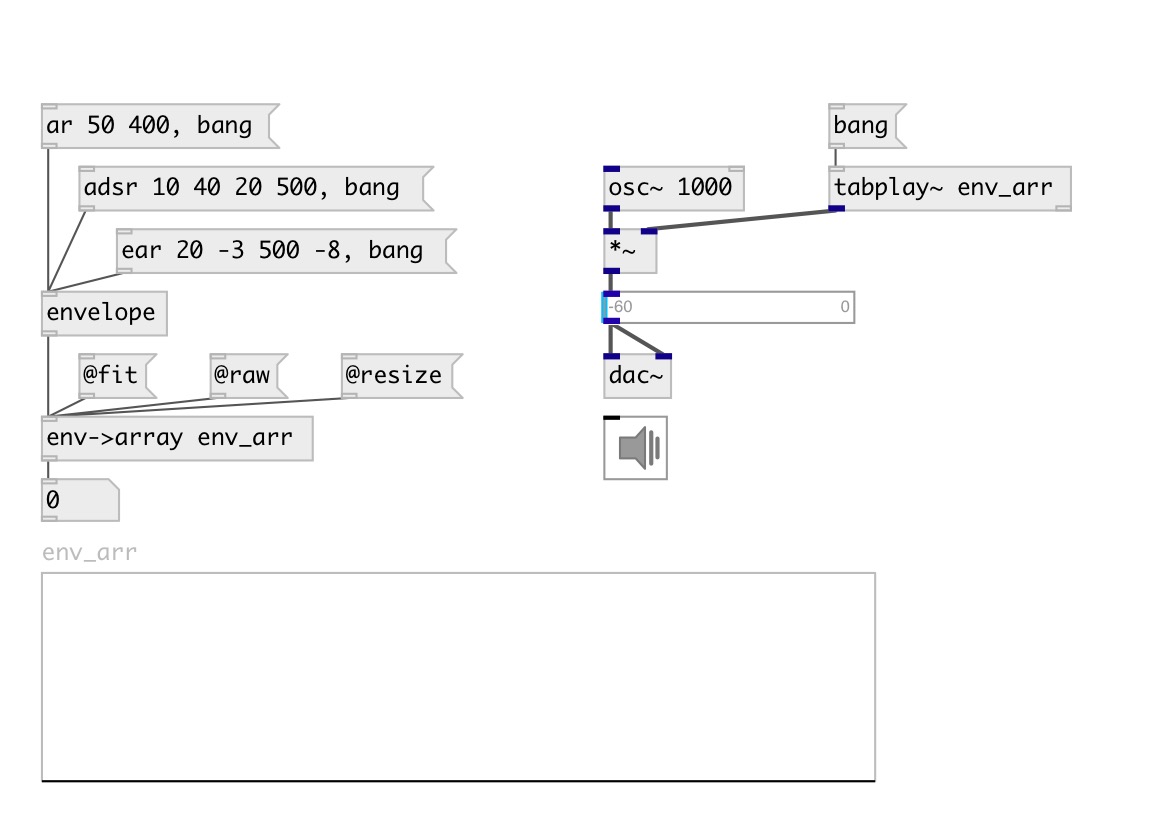 ar 50 400, bang
bang
adsr 10 40 20 500, bang
osc~ 1000
tabplay~ env_arr
ear 20 -3 500 -8, bang
*~
envelope
-60
0
@fit
@raw
@resize
dac~
env->array env_arr
0
env_arr